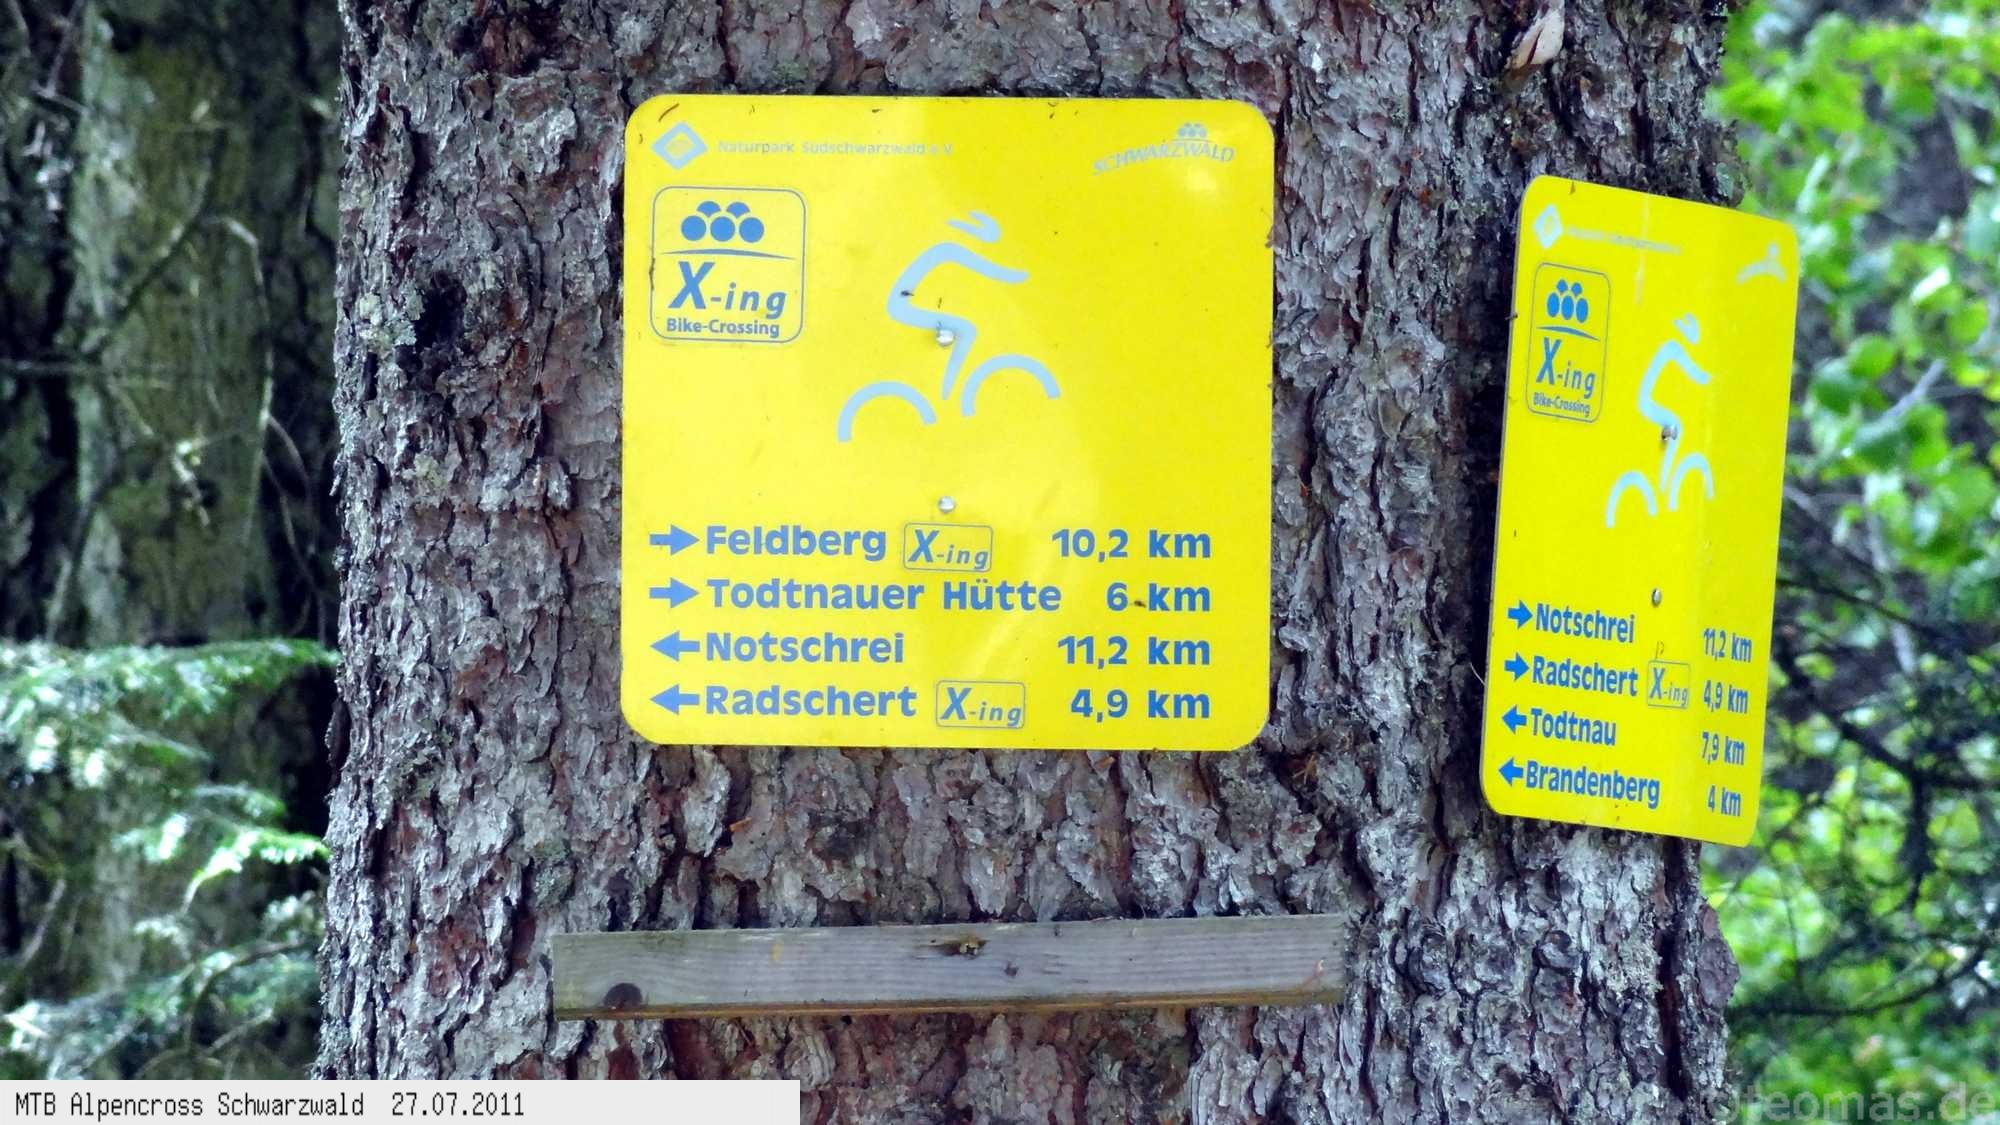 Naturpark Südschwarzwald e.V.
SCHWARZWALD
X-ing
Bike-Crossing
Feldberg X-ing 10,2 km
Todtnauer Hütte 6 km
Notschrei 11,2 km
Radschert X-ing 4,9 km
X-ing
Bike-Crossing
Notschrei 11,2 km
Radschert X-ing 4,9 km
Todtnau 7,9 km
Brandenberg 4 km
MTB Alpencross Schwarzwald 27.07.2011
©teomas.de